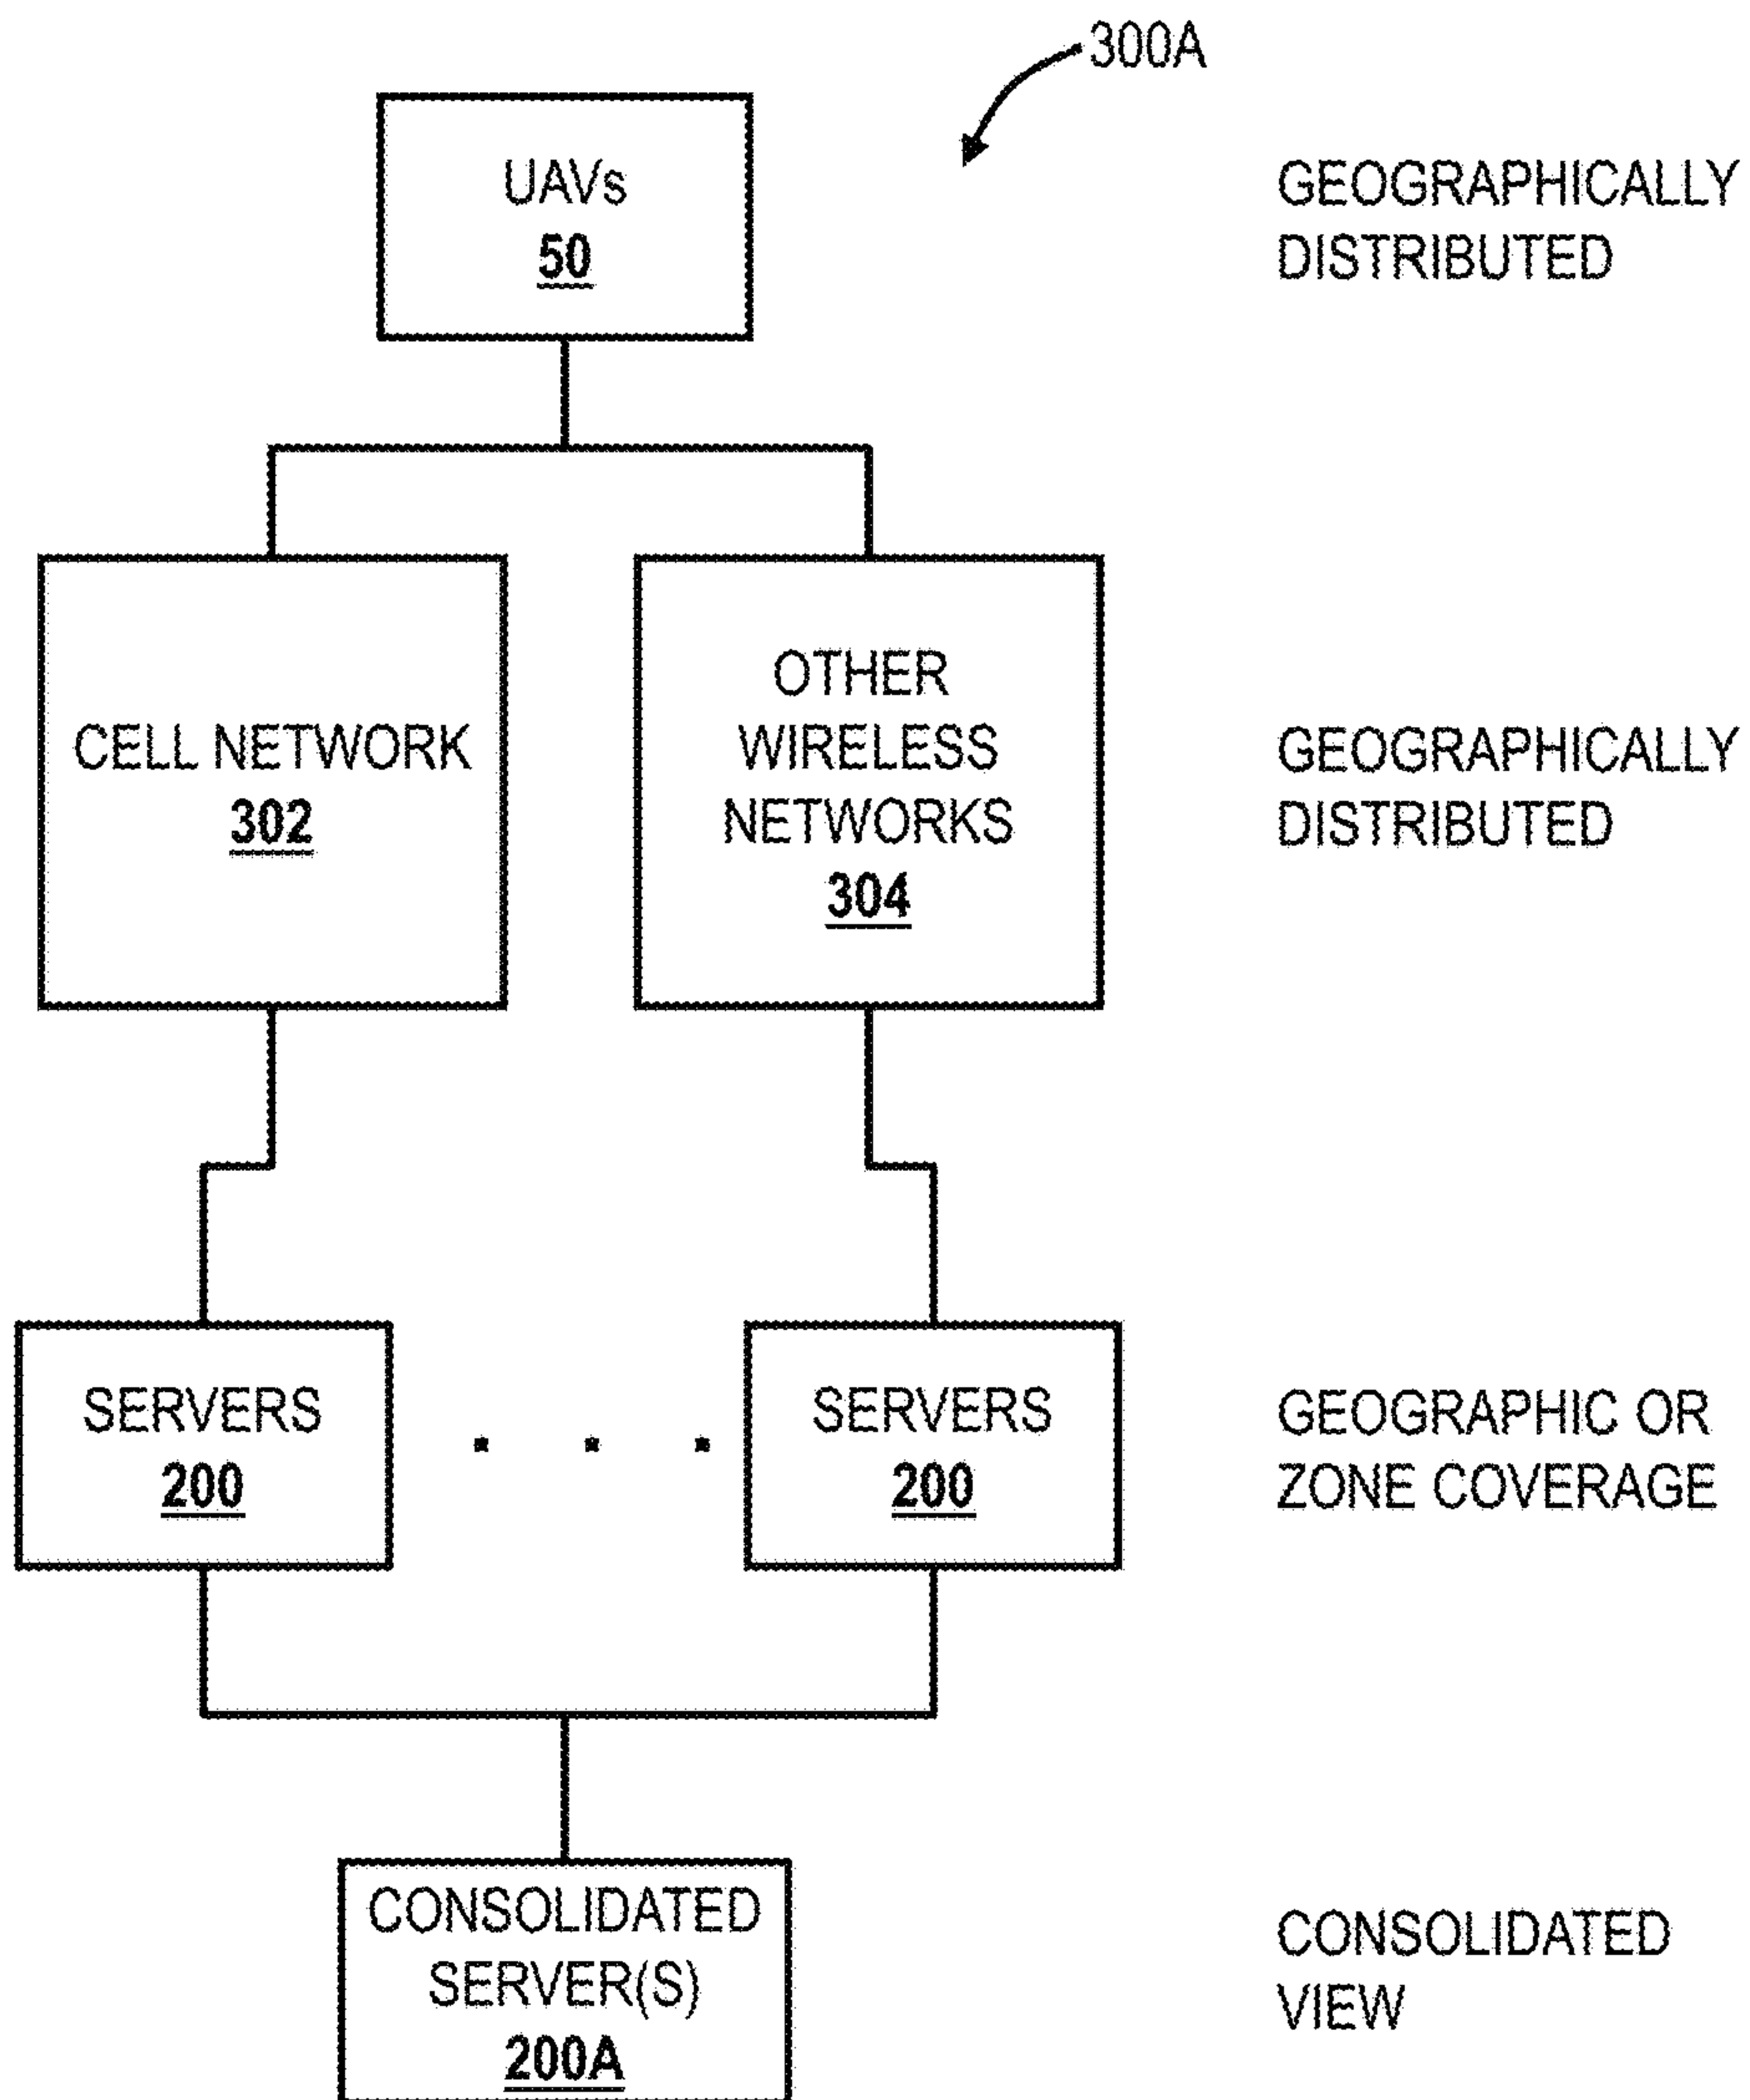 300A
UAVs
50
GEOGRAPHICALLY
DISTRIBUTED
CELL NETWORK
302
OTHER
WIRELESS
NETWORKS
304
GEOGRAPHICALLY
DISTRIBUTED
SERVERS
200
. . .
SERVERS
200
GEOGRAPHIC OR
ZONE COVERAGE
CONSOLIDATED
SERVER(S)
200A
CONSOLIDATED
VIEW